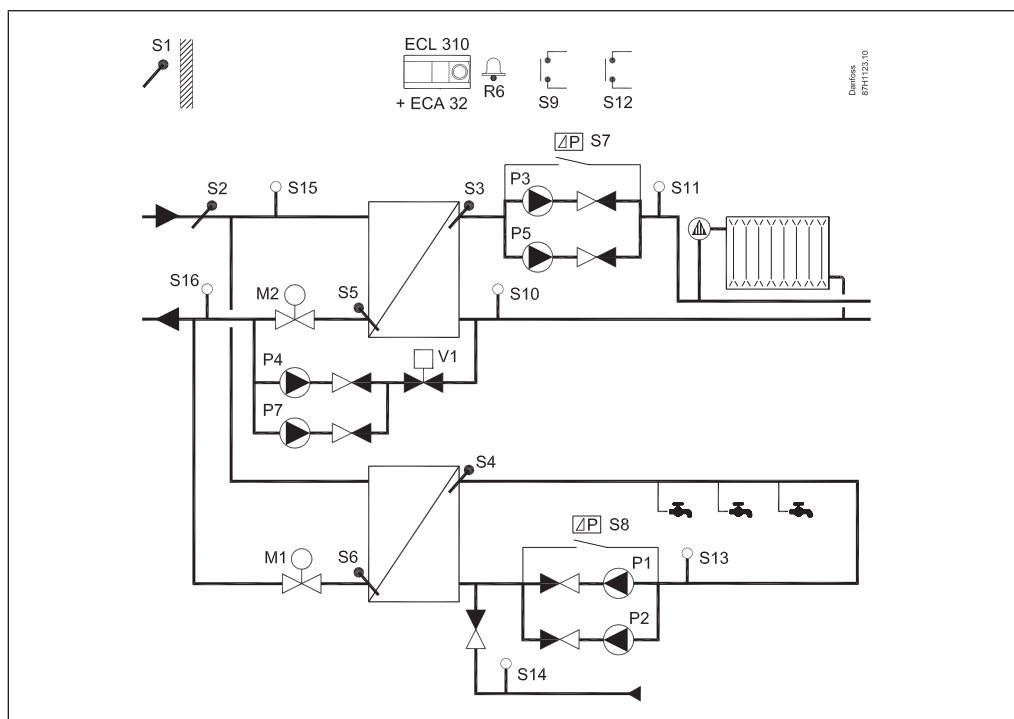 S1
ECL 310
+ ECA 32
R6
S9
S12
Danfoss
87H1123.10
⊿P S7
S2
S15
S3
P3
S11
P5
S16
M2
S5
S10
P4
V1
P7
S4
⊿P S8
M1
S6
P1
S13
P2
S14